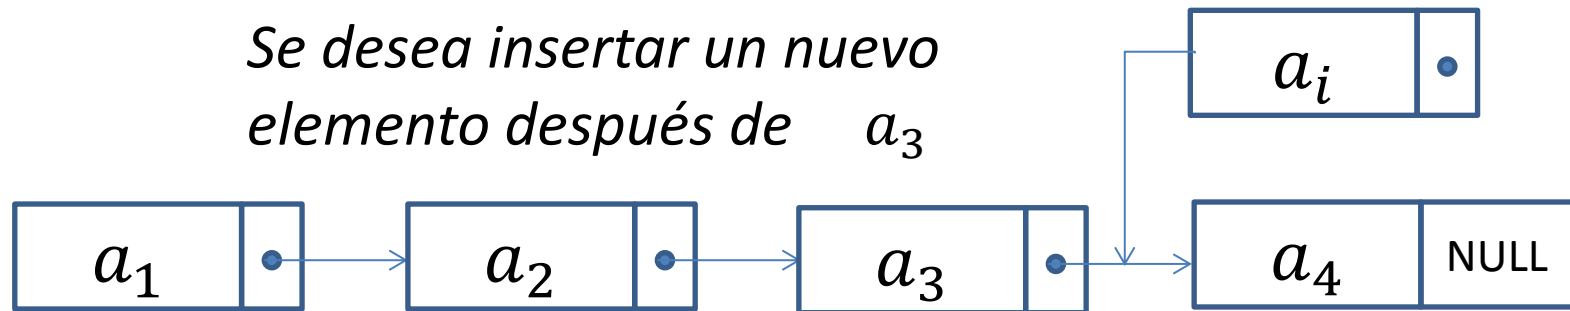 Se desea insertar un nuevo
elemento después de a₃
aᵢ
a₁ a₂ a₃ a₄ NULL